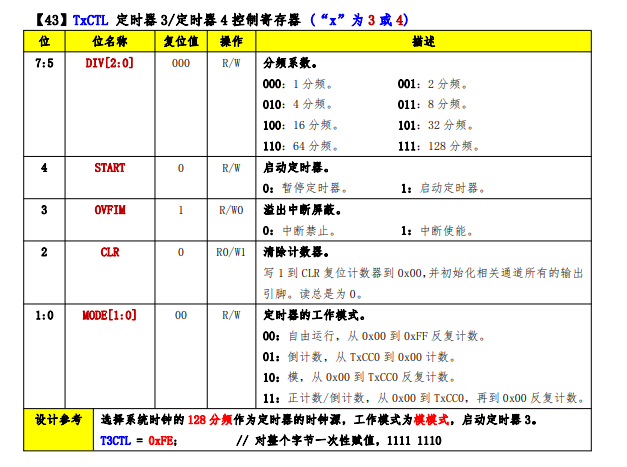 【43】TxCTL 定时器 3/定时器 4 控制寄存器（“x”为 3 或 4）
位 位名称 复位值 操作 描述
7:5 DIV[2:0] 000 R/W 分频系数。
000: 1 分频。 001: 2 分频。
010: 4 分频。 011: 8 分频。
100: 16 分频。 101: 32 分频。
110: 64 分频。 111: 128 分频。
4 START 0 R/W 启动定时器。
0: 暂停定时器。 1: 启动定时器。
3 OVFIM 1 R/W0 溢出中断屏蔽。
0: 中断禁止。 1: 中断使能。
2 CLR 0 R0/W1 清除计数器。
写 1 到 CLR 复位计数器到 0x00,并初始化相关通道所有的输出
引脚。读总是为 0。
1:0 MODE[1:0] 00 R/W 定时器的工作模式。
00: 自由运行，从 0x00 到 0xFF 反复计数。
01: 倒计数，从 TxCC0 到 0x00 计数。
10: 模，从 0x00 到 TxCC0 反复计数。
11: 正计数/倒计数，从 0x00 到 TxCC0，再到 0x00 反复计数。
设计参考 选择系统时钟的 128 分频作为定时器的时钟源，工作模式为模模式，启动定时器 3。
T3CTL = 0xFE; // 对整个字节一次性赋值，1111 1110